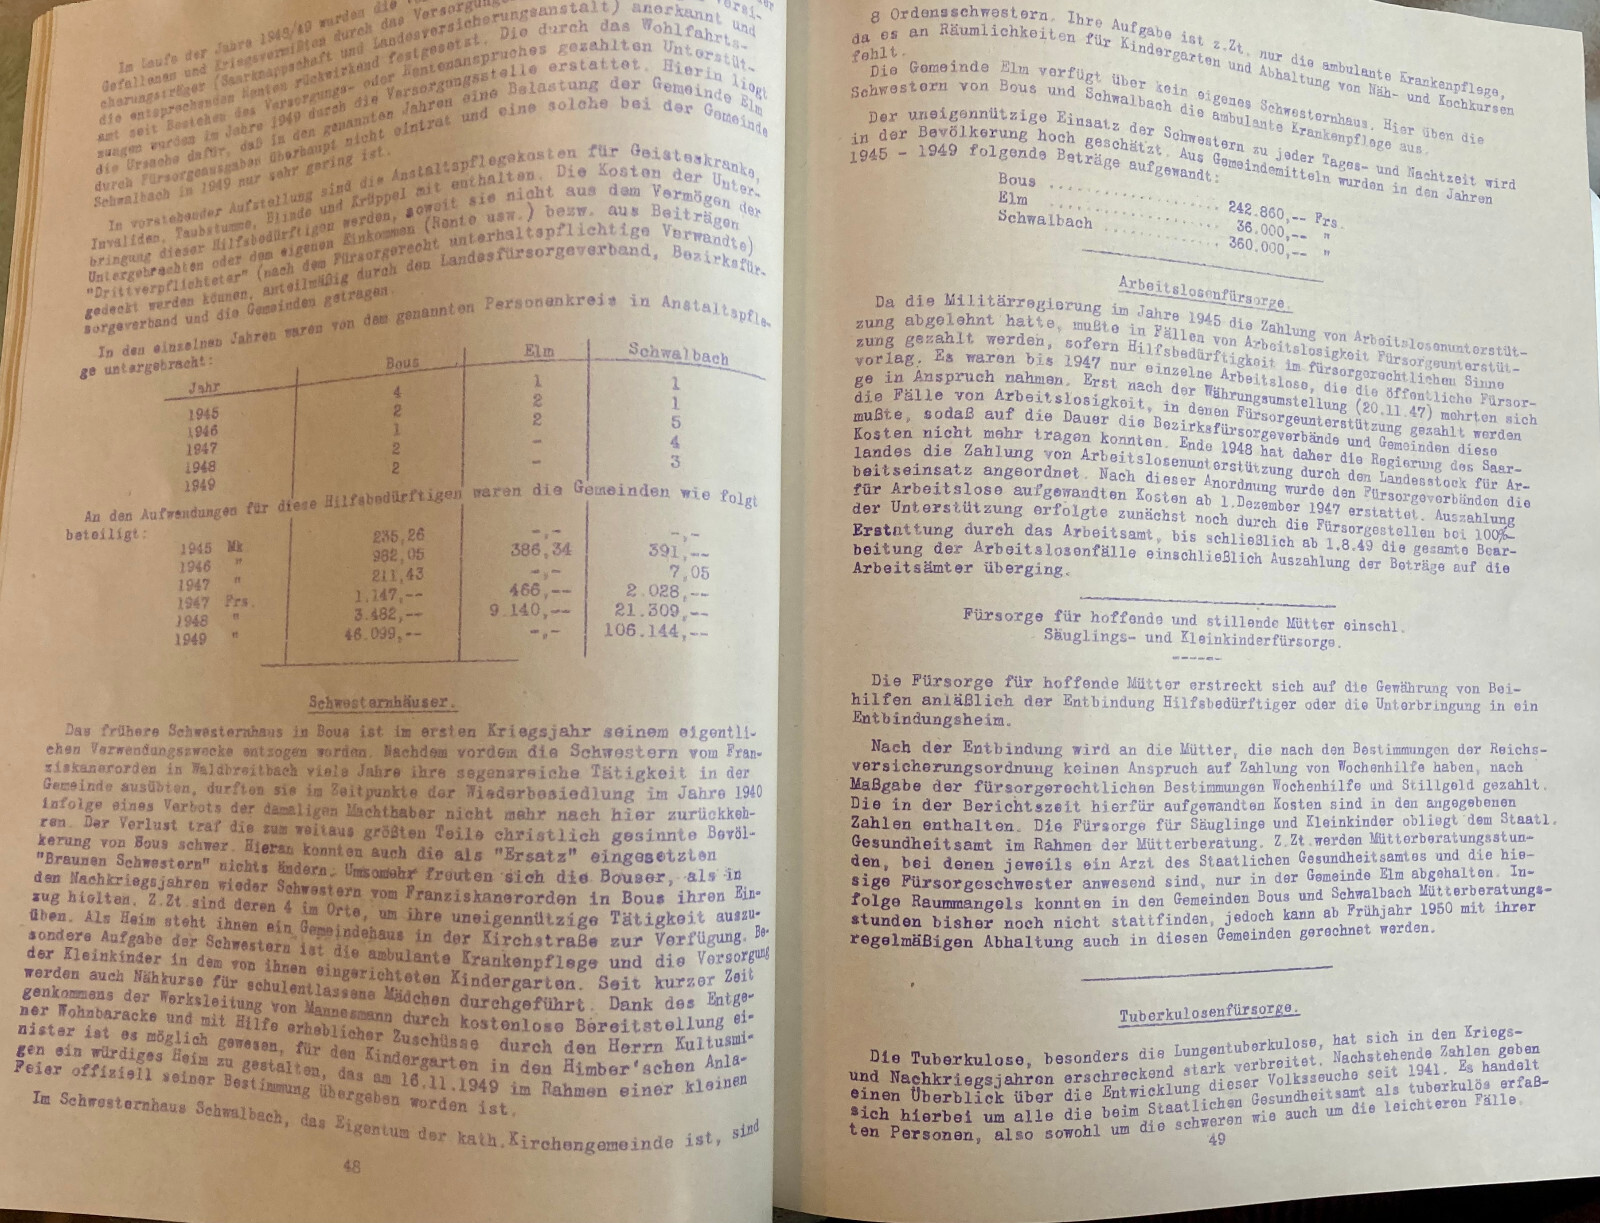 Im Laufe der Jahre 1948/49 wurden die
Gefallenen und Kriegsvermißten durch das
cherungsträger (Saarknappschaft und Landesversicherungsanstalt) anerkannt und
die entsprechenden Renten rückwirkend festgesetzt. Die durch das Wohlfahrts-
amt seit Bestehen des Versorgungs- oder Rentenanspruches gezahlten Unterstüt-
zungen wurden im Jahre 1949 durch die Versorgungsstelle erstattet. Hierin liegt
die Ursache dafür, daß in den genannten Jahren eine Belastung der Gemeinde Elm
durch Fürsorgeausgaben überhaupt nicht eintrat und eine solche bei der Gemeinde
Schwalbach in 1949 nur sehr gering ist.
In vorstehender Aufstellung sind die Anstaltspflegekosten für Geisteskranke,
Invaliden, Taubstumme, Blinde und Krüppel mit enthalten. Die Kosten der Unter-
bringung dieser Hilfsbedürftigen werden, soweit sie nicht aus dem Vermögen der
Untergebrachten oder dem eigenen Einkommen (Rente usw.) bezw. aus Beiträgen
"Drittverpflichteter" (nach dem Fürsorgerecht unterhaltspflichtige Verwandte)
gedeckt werden können, anteilmäßig durch den Landesfürsorgeverband, Bezirksfür-
sorgeverband und die Gemeinden getragen.
In den einzelnen Jahren waren von dem genannten Personenkreis in Anstaltspfle-
ge untergebracht:
Jahr Bous Elm Schwalbach
1945 4 1 1
1946 2 2 1
1947 1 2 5
1948 2 - 4
1949 2 - 3
An den Aufwendungen für diese Hilfsbedürftigen waren die Gemeinden wie folgt
beteiligt:
1945 Mk. 235,26 -,- -,-
1946 " 982,05 386,34 391,--
1947 " 211,43 -,- 7,05
1947 Frs. 1.147,-- 466,-- 2.028,--
1948 " 3.482,-- 9.140,-- 21.309,--
1949 " 46.099,-- -,- 106.144,--
Schwesternhäuser.
Das frühere Schwesternhaus in Bous ist im ersten Kriegsjahr seinem eigentli-
chen Verwendungszwecke entzogen worden. Nachdem vordem die Schwestern vom Fran-
ziskanerorden in Waldbreitbach viele Jahre ihre segensreiche Tätigkeit in der
Gemeinde ausübten, durften sie im Zeitpunkte der Wiederbesiedlung im Jahre 1940
infolge eines Verbots der damaligen Machthaber nicht mehr nach hier zurückkeh-
ren. Der Verlust traf die zum weitaus größten Teile christlich gesinnte Bevöl-
kerung von Bous schwer. Hieran konnten auch die als "Ersatz" eingesetzten
"Braunen Schwestern" nichts ändern. Umsomehr freuten sich die Bouser, als in
den Nachkriegsjahren wieder Schwestern vom Franziskanerorden in Bous ihren Ein-
zug hielten. Z.Zt. sind deren 4 im Orte, um ihre uneigennützige Tätigkeit auszu-
üben. Als Heim steht ihnen ein Gemeindehaus in der Kirchstraße zur Verfügung. Be-
sondere Aufgabe der Schwestern ist die ambulante Krankenpflege und die Versorgung
der Kleinkinder in dem von ihnen eingerichteten Kindergarten. Seit kurzer Zeit
werden auch Nähkurse für schulentlassene Mädchen durchgeführt. Dank des Entge-
genkommens der Werksleitung von Mannesmann durch kostenlose Bereitstellung ei-
ner Wohnbaracke und mit Hilfe erheblicher Zuschüsse durch den Herrn Kultusmi-
nister ist es möglich gewesen, für den Kindergarten in den Himber'schen Anla-
gen ein würdiges Heim zu gestalten, das am 16.11.1949 im Rahmen einer kleinen
Feier offiziell seiner Bestimmung übergeben worden ist.
Im Schwesternhaus Schwalbach, das Eigentum der kath. Kirchengemeinde ist, sind
48
8 Ordensschwestern. Ihre Aufgabe ist z.Zt. nur die ambulante Krankenpflege,
da es an Räumlichkeiten für Kindergarten und Abhaltung von Näh- und Kochkursen
fehlt.
Die Gemeinde Elm verfügt über kein eigenes Schwesternhaus. Hier üben die
Schwestern von Bous und Schwalbach die ambulante Krankenpflege aus.
Der uneigennützige Einsatz der Schwestern zu jeder Tages- und Nachtzeit wird
in der Bevölkerung hoch geschätzt. Aus Gemeindemitteln wurden in den Jahren
1945 - 1949 folgende Beträge aufgewandt:
Bous .................. 242.860,-- Frs.
Elm .................. 36.000,-- "
Schwalbach ............ 360.000,-- "
Arbeitslosenfürsorge.
Da die Militärregierung im Jahre 1945 die Zahlung von Arbeitslosenunterstüt-
zung abgelehnt hatte, mußte in Fällen von Arbeitslosigkeit Fürsorgeunterstüt-
zung gezahlt werden, sofern Hilfsbedürftigkeit im fürsorgerechtlichen Sinne
vorlag. Es waren bis 1947 nur einzelne Arbeitslose, die die öffentliche Fürsor-
ge in Anspruch nahmen. Erst nach der Währungsumstellung (20.11.47) mehrten sich
die Fälle von Arbeitslosigkeit, in denen Fürsorgeunterstützung gezahlt werden
mußte, sodaß auf die Dauer die Bezirksfürsorgeverbände und Gemeinden diese
Kosten nicht mehr tragen konnten. Ende 1948 hat daher die Regierung des Saar-
landes die Zahlung von Arbeitslosenunterstützung durch den Landesstock für Ar-
beitseinsatz angeordnet. Nach dieser Anordnung wurde den Fürsorgeverbänden die
für Arbeitslose aufgewandten Kosten ab 1.Dezember 1947 erstattet. Auszahlung
der Unterstützung erfolgte zunächst noch durch die Fürsorgestellen bei 100%-
Erstattung durch das Arbeitsamt, bis schließlich ab 1.8.49 die gesamte Bear-
beitung der Arbeitslosenfälle einschließlich Auszahlung der Beträge auf die
Arbeitsämter überging.
Fürsorge für hoffende und stillende Mütter einschl.
Säuglings- und Kleinkinderfürsorge.
------
Die Fürsorge für hoffende Mütter erstreckt sich auf die Gewährung von Bei-
hilfen anläßlich der Entbindung Hilfsbedürftiger oder die Unterbringung in ein
Entbindungsheim.
Nach der Entbindung wird an die Mütter, die nach den Bestimmungen der Reichs-
versicherungsordnung keinen Anspruch auf Zahlung von Wochenhilfe haben, nach
Maßgabe der fürsorgerechtlichen Bestimmungen Wochenhilfe und Stillgeld gezahlt.
Die in der Berichtszeit hierfür aufgewandten Kosten sind in den angegebenen
Zahlen enthalten. Die Fürsorge für Säuglinge und Kleinkinder obliegt dem Staatl.
Gesundheitsamt im Rahmen der Mütterberatung. Z.Zt.werden Mütterberatungsstun-
den, bei denen jeweils ein Arzt des Staatlichen Gesundheitsamtes und die hie-
sige Fürsorgeschwester anwesend sind, nur in der Gemeinde Elm abgehalten. In-
folge Raummangels konnten in den Gemeinden Bous und Schwalbach Mütterberatungs-
stunden bisher noch nicht stattfinden, jedoch kann ab Frühjahr 1950 mit ihrer
regelmäßigen Abhaltung auch in diesen Gemeinden gerechnet werden.
Tuberkulosenfürsorge.
Die Tuberkulose, besonders die Lungentuberkulose, hat sich in den Kriegs-
und Nachkriegsjahren erschreckend stark verbreitet. Nachstehende Zahlen geben
einen Überblick über die Entwicklung dieser Volksseuche seit 1941. Es handelt
sich hierbei um alle die beim Staatlichen Gesundheitsamt als tuberkulös erfaß-
ten Personen, also sowohl um die schweren wie auch um die leichteren Fälle.
49